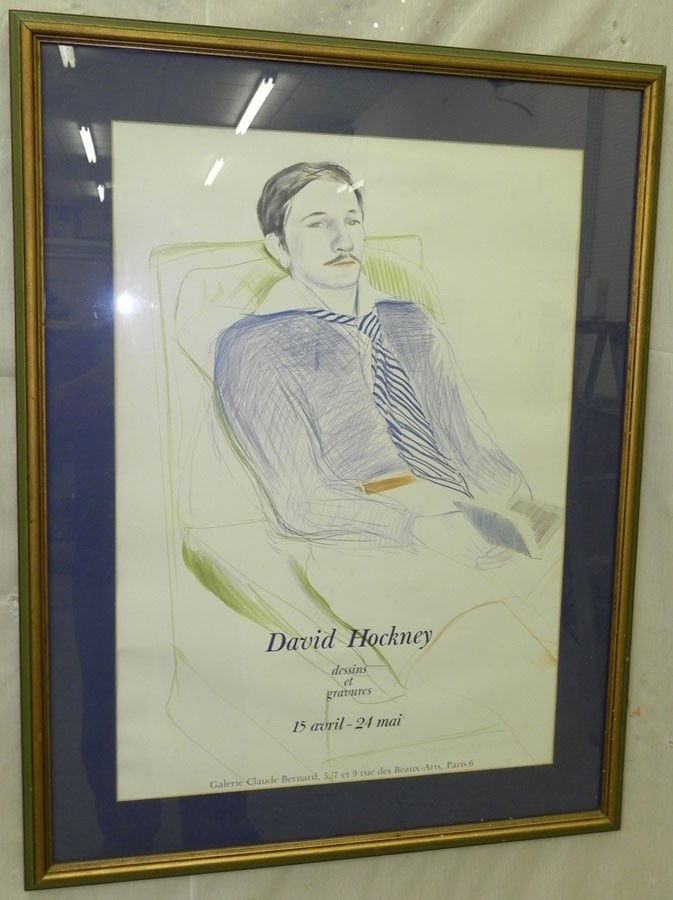 David Hockney
dessins
et
gravures
15 avril - 24 mai
Galerie Claude Bernard, 5, 7 et 9 rue des Beaux-Arts, Paris 6